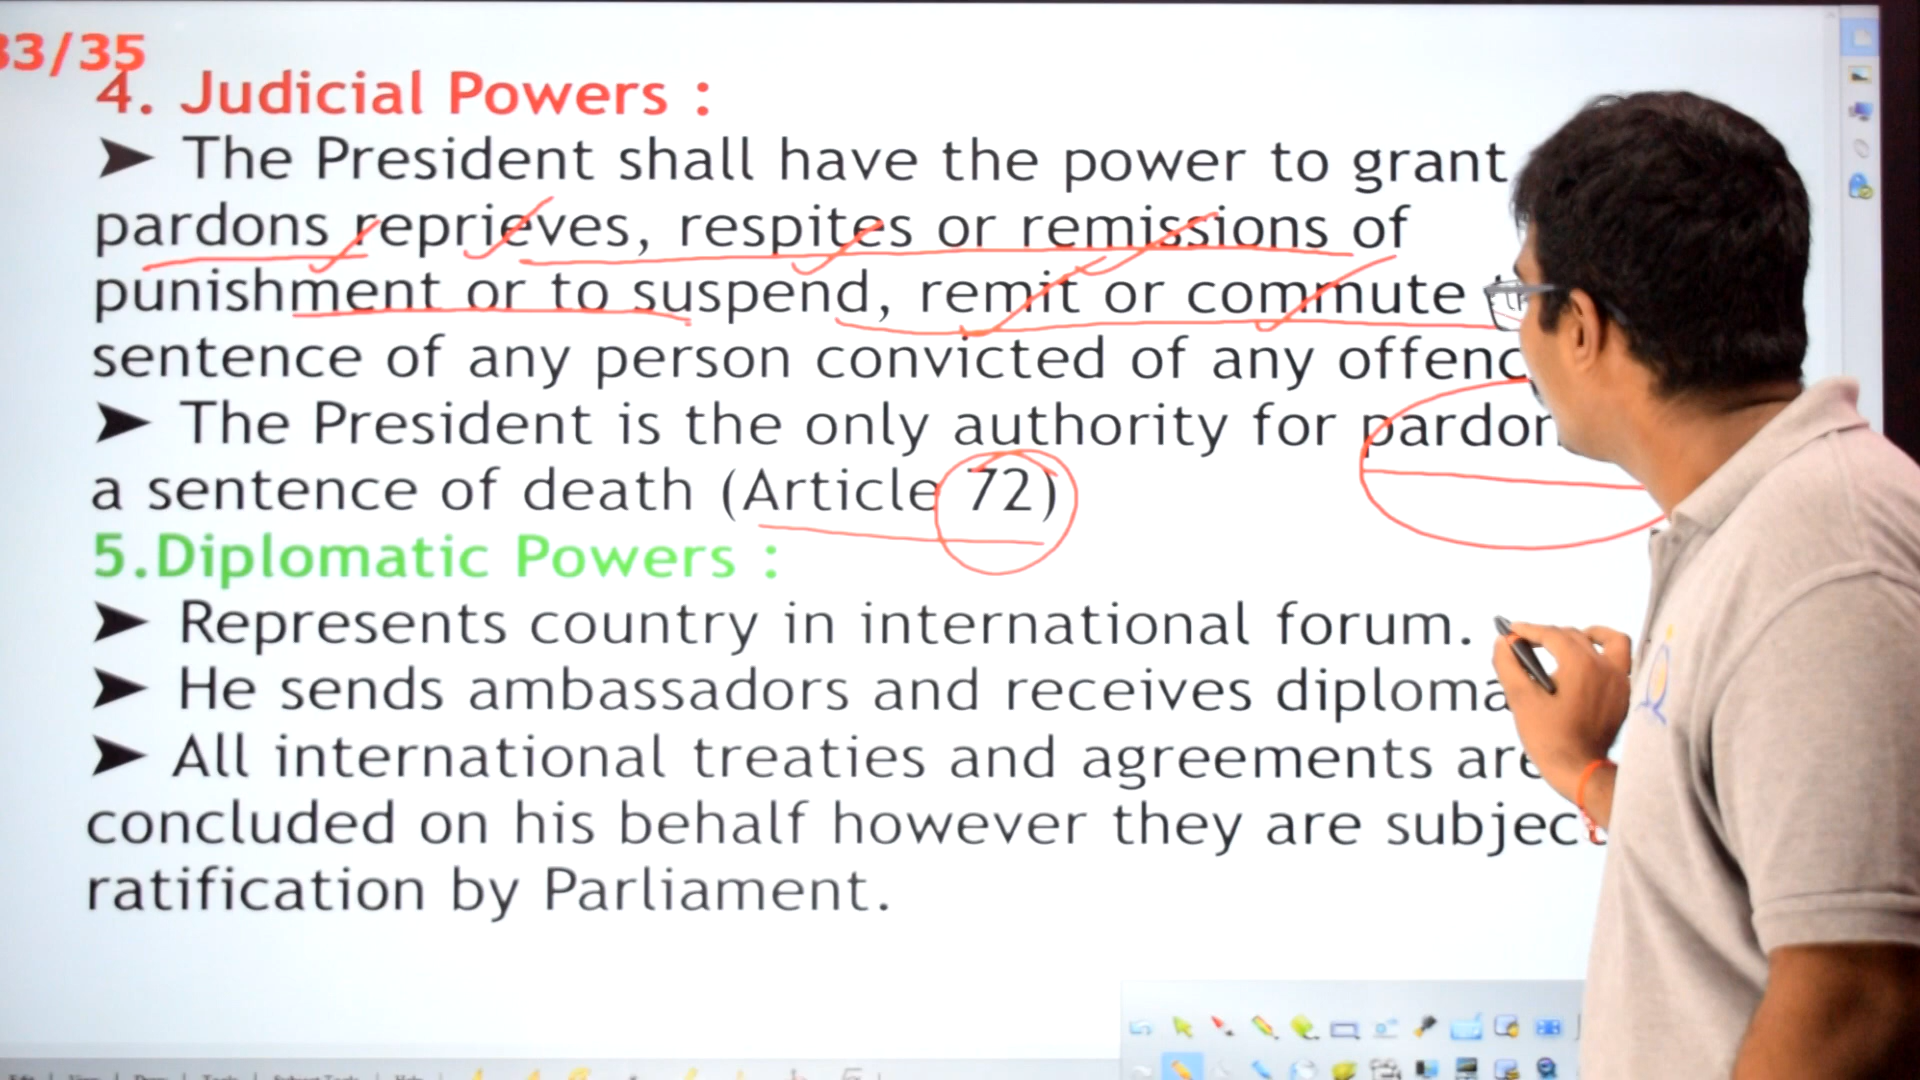 33/35
4. Judicial Powers :
➤ The President shall have the power to grant
pardons reprieves, respites or remissions of
punishment or to suspend, remit or commute
sentence of any person convicted of any offenc
➤ The President is the only authority for pardon
a sentence of death (Article 72)
5.Diplomatic Powers :
➤ Represents country in international forum.
➤ He sends ambassadors and receives diploma
➤ All international treaties and agreements are
concluded on his behalf however they are subject
ratification by Parliament.